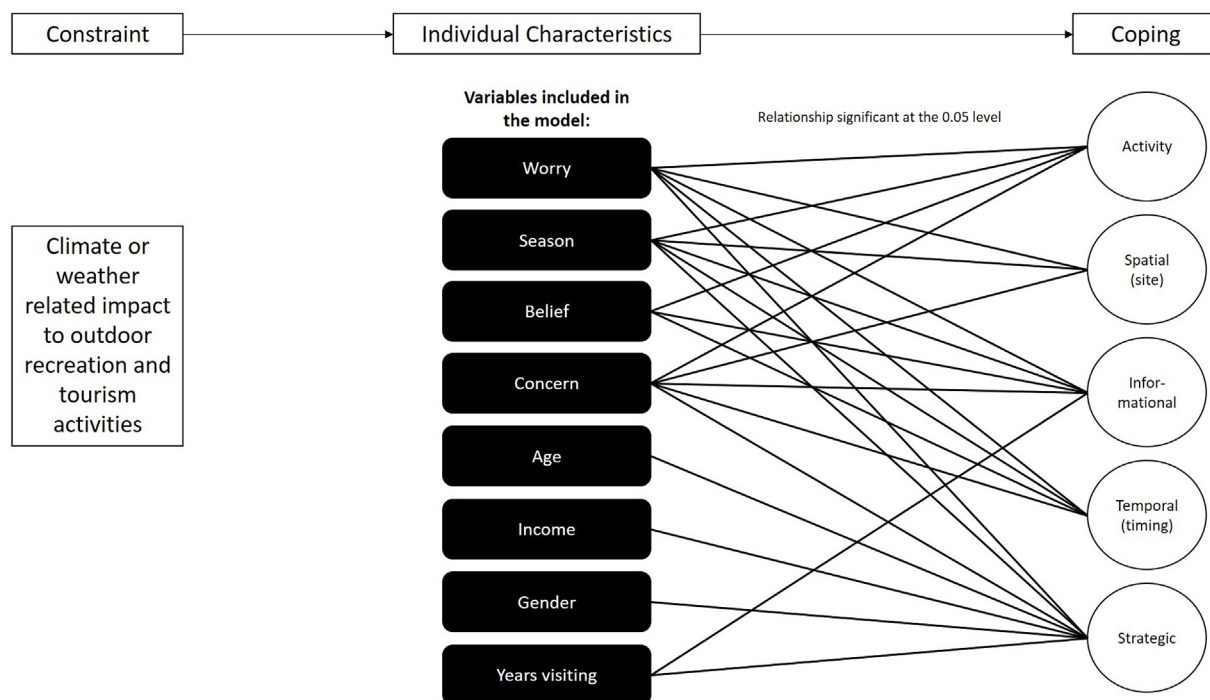 Constraint
Individual Characteristics
Coping
Variables included in
the model:
Relationship significant at the 0.05 level
Climate or
weather
related impact
to outdoor
recreation and
tourism
activities
Worry
Season
Belief
Concern
Age
Income
Gender
Years visiting
Activity
Spatial
(site)
Infor-
mational
Temporal
(timing)
Strategic